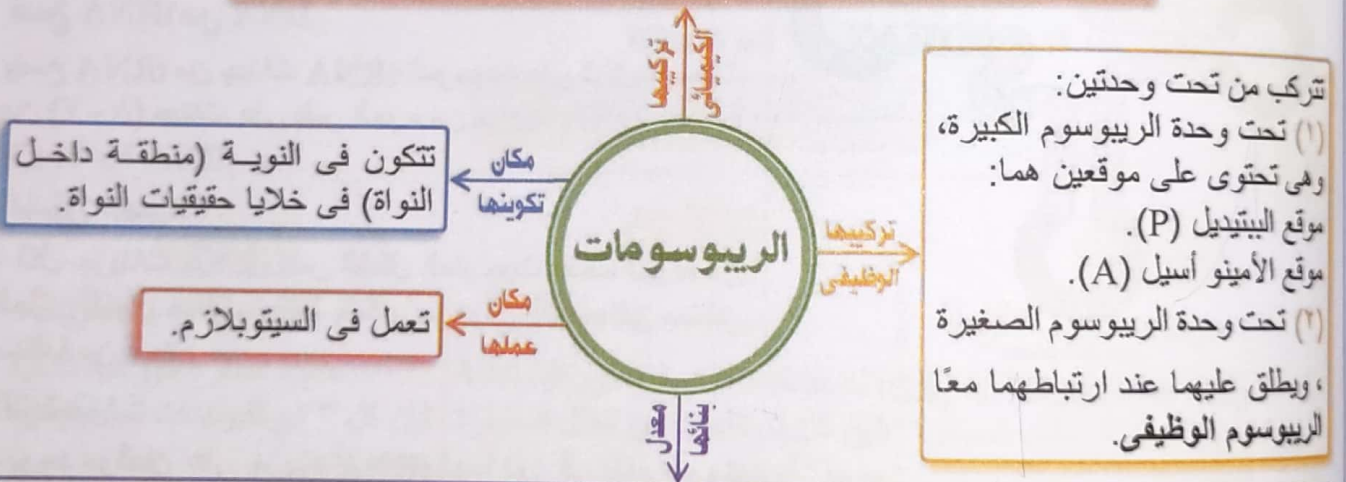 تركيبها
الكيميائى
تتركب من تحت وحدتين:
(١) تحت وحدة الريبوسوم الكبيرة،
وهى تحتوى على موقعين هما:
موقع الببتيديل (P).
موقع الأمينو أسيل (A).
(٢) تحت وحدة الريبوسوم الصغيرة
، ويطلق عليهما عند ارتباطهما معًا
الريبوسوم الوظيفى.
تركيبها
الوظيفى
الريبوسومات
مكان
تكوينها
تتكون فى النوية (منطقة داخل
النواة) فى خلايا حقيقيات النواة.
مكان
عملها
تعمل فى السيتوبلازم.
معدل
بنائها